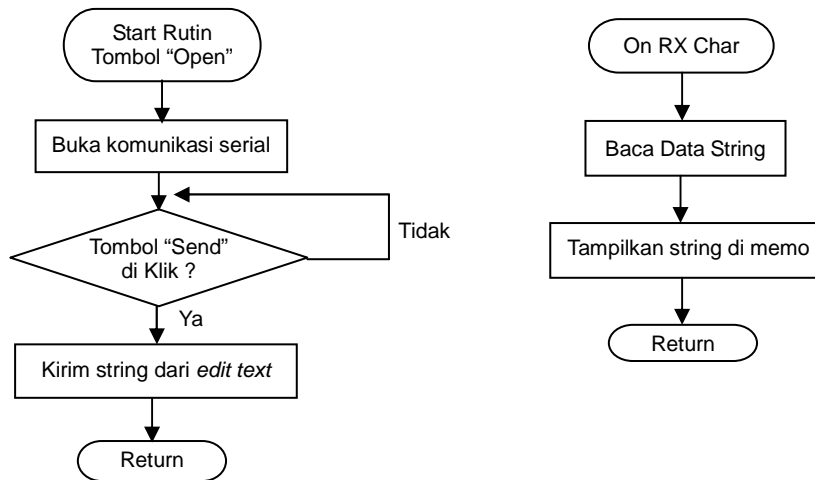 Start Rutin
Tombol “Open”
Buka komunikasi serial
Tombol “Send”
di Klik ?
Tidak
Ya
Kirim string dari edit text
Return
On RX Char
Baca Data String
Tampilkan string di memo
Return